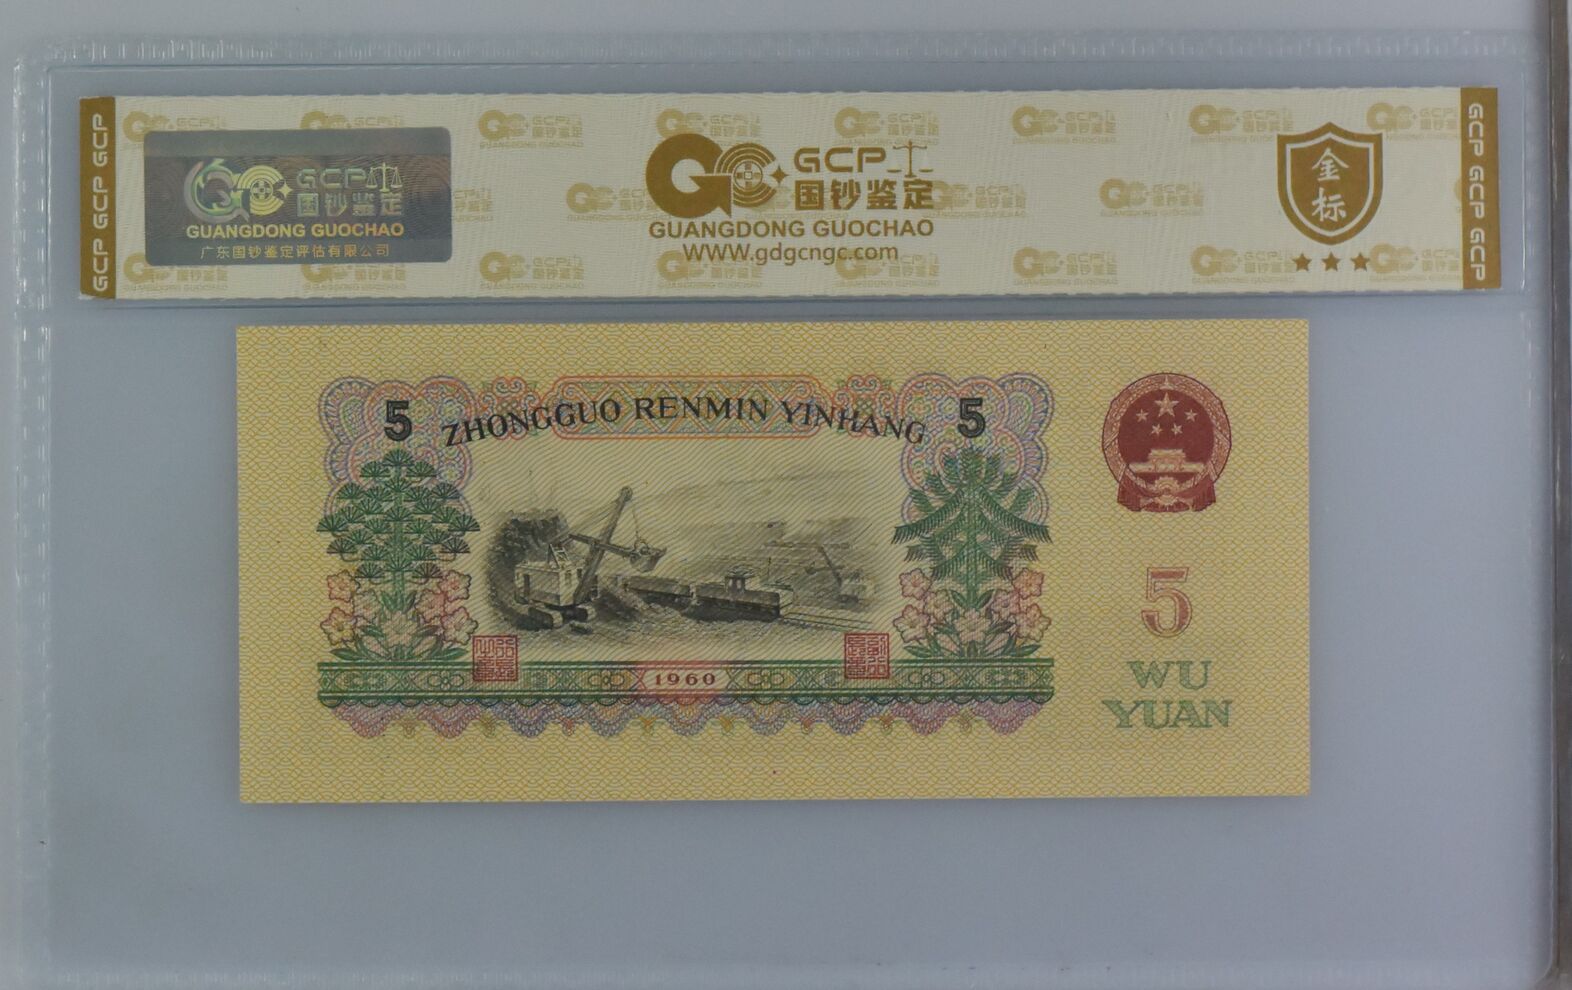 GCP GCP GCP
GCP
国钞鉴定
GUANGDONG GUOCHAO
广东国钞鉴定评估有限公司
GCP
国钞鉴定
GUANGDONG GUOCHAO
WWW.gdgcngc.com
金
标
GCP GCP GCP
5 ZHONGGUO RENMIN YINHANG 5
5
1960
WU
YUAN